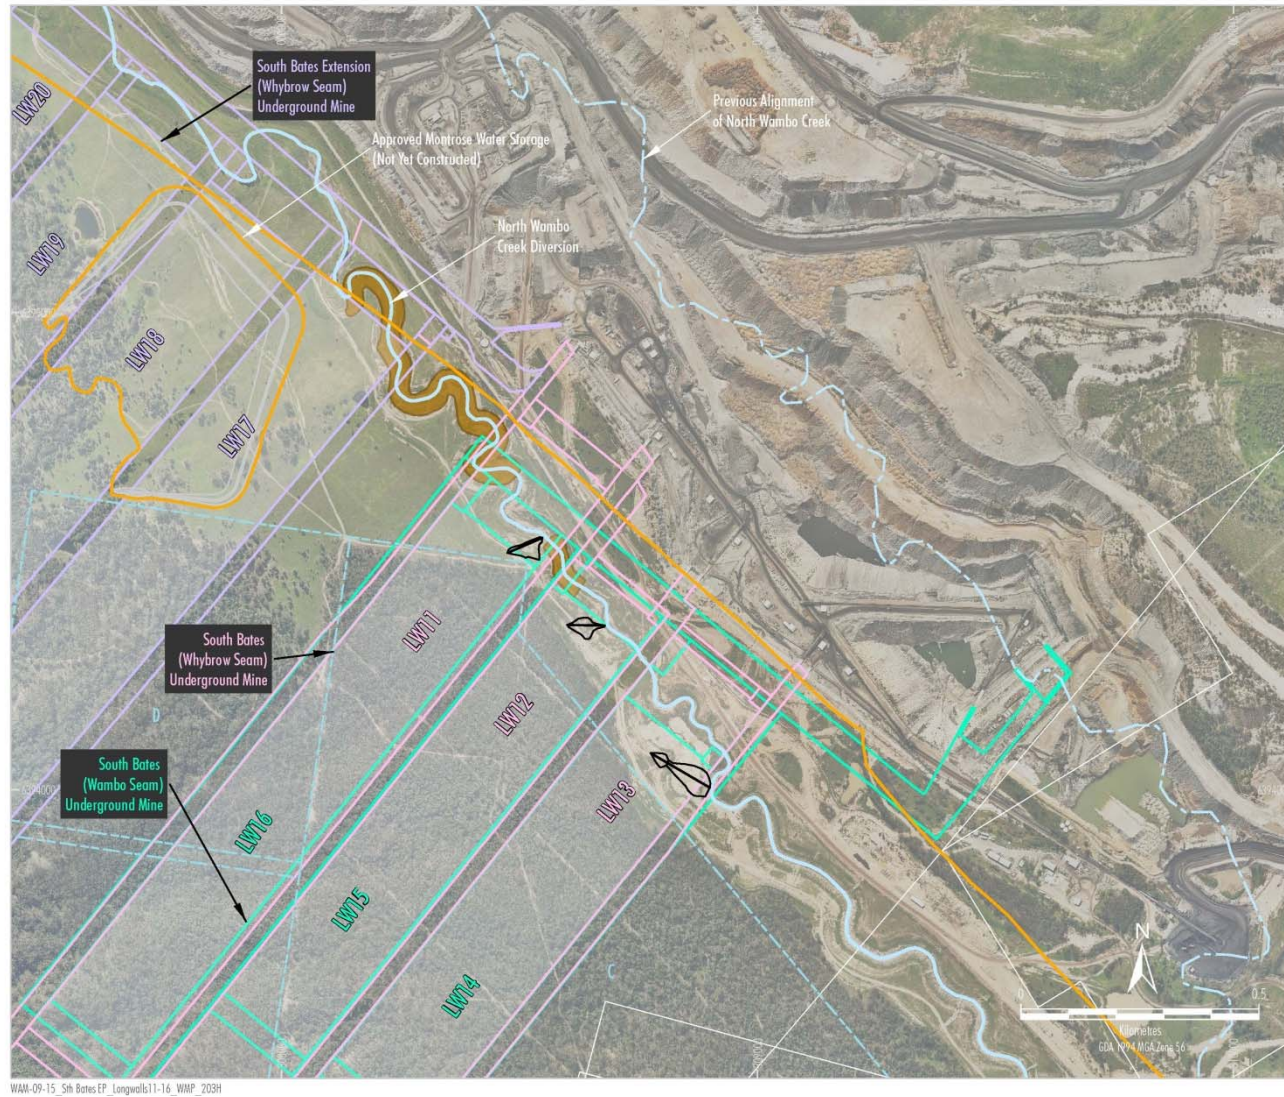 South Bates Extension
(Whybrow Seam)
Underground Mine
LW20
Previous Alignment
of North Wambo Creek
Approved Montrose Water Storage
(Not Yet Constructed)
North Wambo
Creek Diversion
LW19
LW18
LW17
South Bates
(Whybrow Seam)
Underground Mine
LW11
LW12
LW13
D
South Bates
(Wambo Seam)
Underground Mine
LW16
LW15
LW14
C
6394000
N
0
0.5
Kilometres
GDA 1994 MGA Zone 56
WAM-09-15_Sth Bates EP_Longwalls11-16_WMP_203H